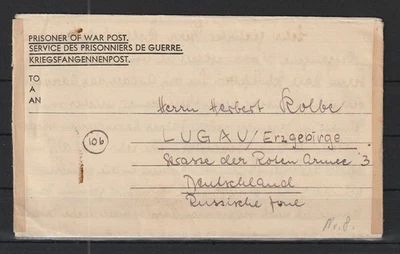 PRISONER OF WAR POST.
SERVICE DES PRISONNIERS DE GUERRE.
KRIEGSFANGENNENPOST.
TO
A
AN
Herrn Herbert Kolbe
LUGAU/Erzgebirge
106
Strasse der Roten Armee 3
Deutschland
Russische Zone
Nr. 8.